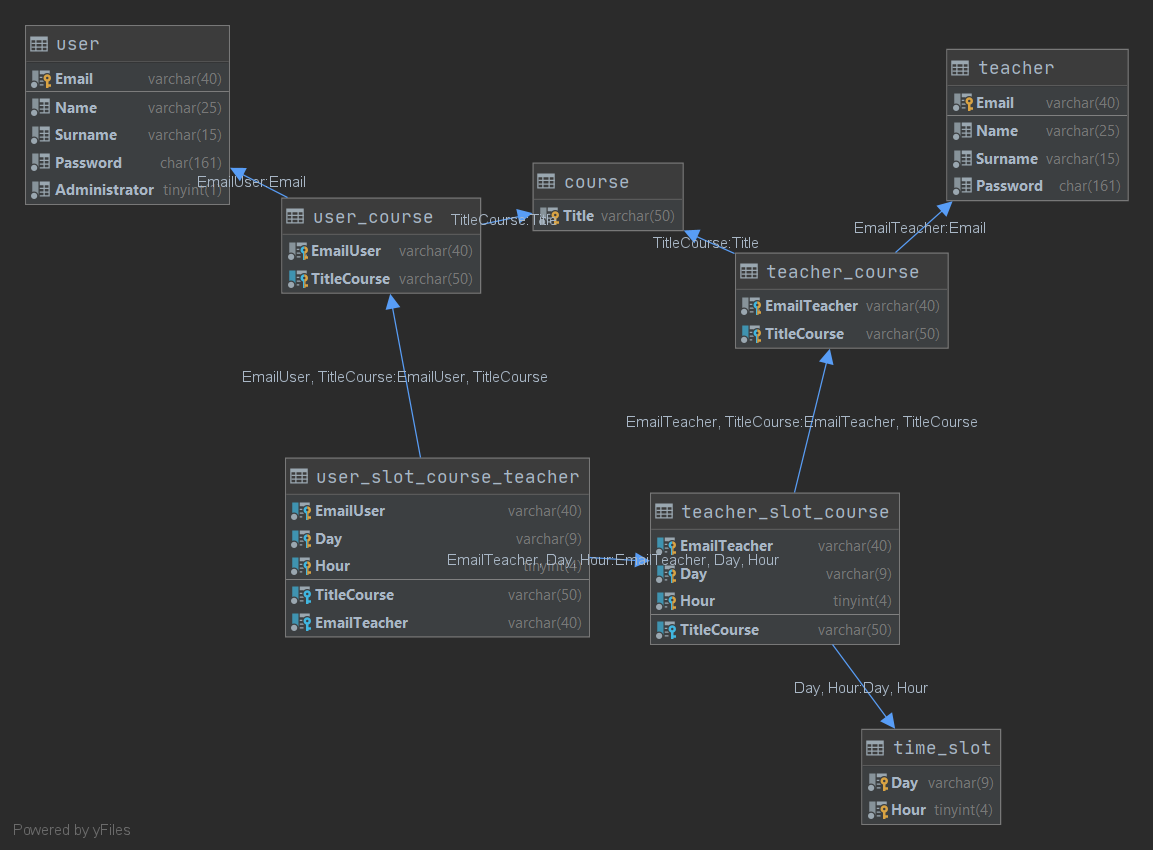 user
Email varchar(40)
Name varchar(25)
Surname varchar(15)
Password char(161)
Administrator tinyint(1)
teacher
Email varchar(40)
Name varchar(25)
Surname varchar(15)
Password char(161)
EmailUser:Email
course
Title varchar(50)
user_course
EmailUser varchar(40)
TitleCourse varchar(50)
TitleCourse:Title
TitleCourse:Title
EmailTeacher:Email
teacher_course
EmailTeacher varchar(40)
TitleCourse varchar(50)
EmailUser, TitleCourse:EmailUser, TitleCourse
EmailTeacher, TitleCourse:EmailTeacher, TitleCourse
user_slot_course_teacher
EmailUser varchar(40)
Day varchar(9)
Hour tinyint(4)
TitleCourse varchar(50)
EmailTeacher varchar(40)
EmailTeacher, Day, Hour:EmailTeacher, Day, Hour
teacher_slot_course
EmailTeacher varchar(40)
Day varchar(9)
Hour tinyint(4)
TitleCourse varchar(50)
Day, Hour:Day, Hour
time_slot
Day varchar(9)
Hour tinyint(4)
Powered by yFiles